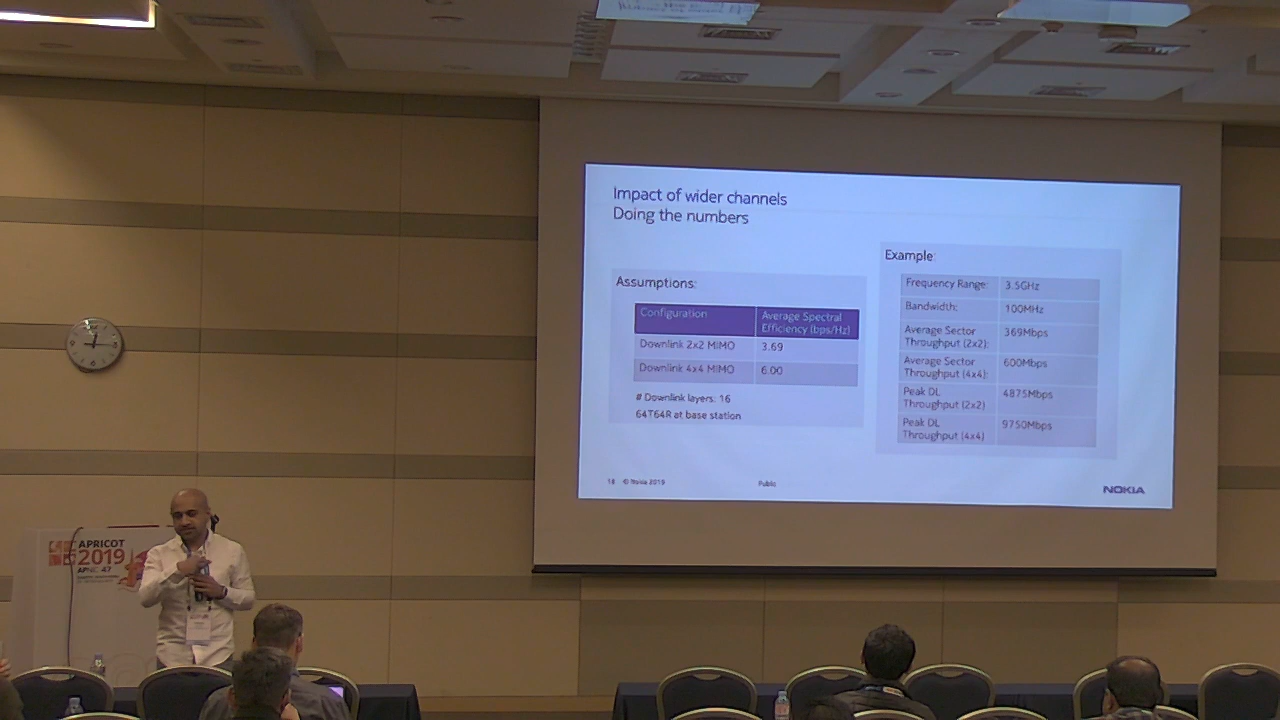 Impact of wider channels
Doing the numbers
Assumptions:
Configuration
Average Spectral
Efficiency (bps/Hz)
Downlink 2x2 MIMO
3.69
Downlink 4x4 MIMO
6.00
# Downlink layers: 16
64T64R at base station
Example:
Frequency Range:
3.5GHz
Bandwidth:
100MHz
Average Sector
Throughput (2x2):
369Mbps
Average Sector
Throughput (4x4):
600Mbps
Peak DL
Throughput (2x2)
4875Mbps
Peak DL
Throughput (4x4)
9750Mbps
18 © Nokia 2019
Public
NOKIA
APRICOT
2019
APNIC 47